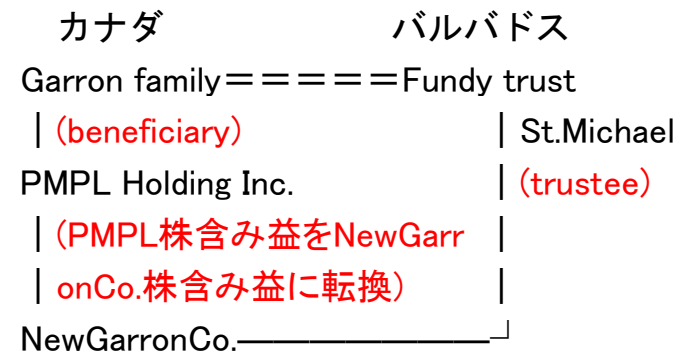 カナダ バルバドス
Garron family＝＝＝＝＝Fundy trust
｜(beneficiary) ｜St.Michael
PMPL Holding Inc. ｜(trustee)
｜(PMPL株含み益をNewGarr ｜
｜onCo.株含み益に転換) ｜
NewGarronCo.―――――――┘